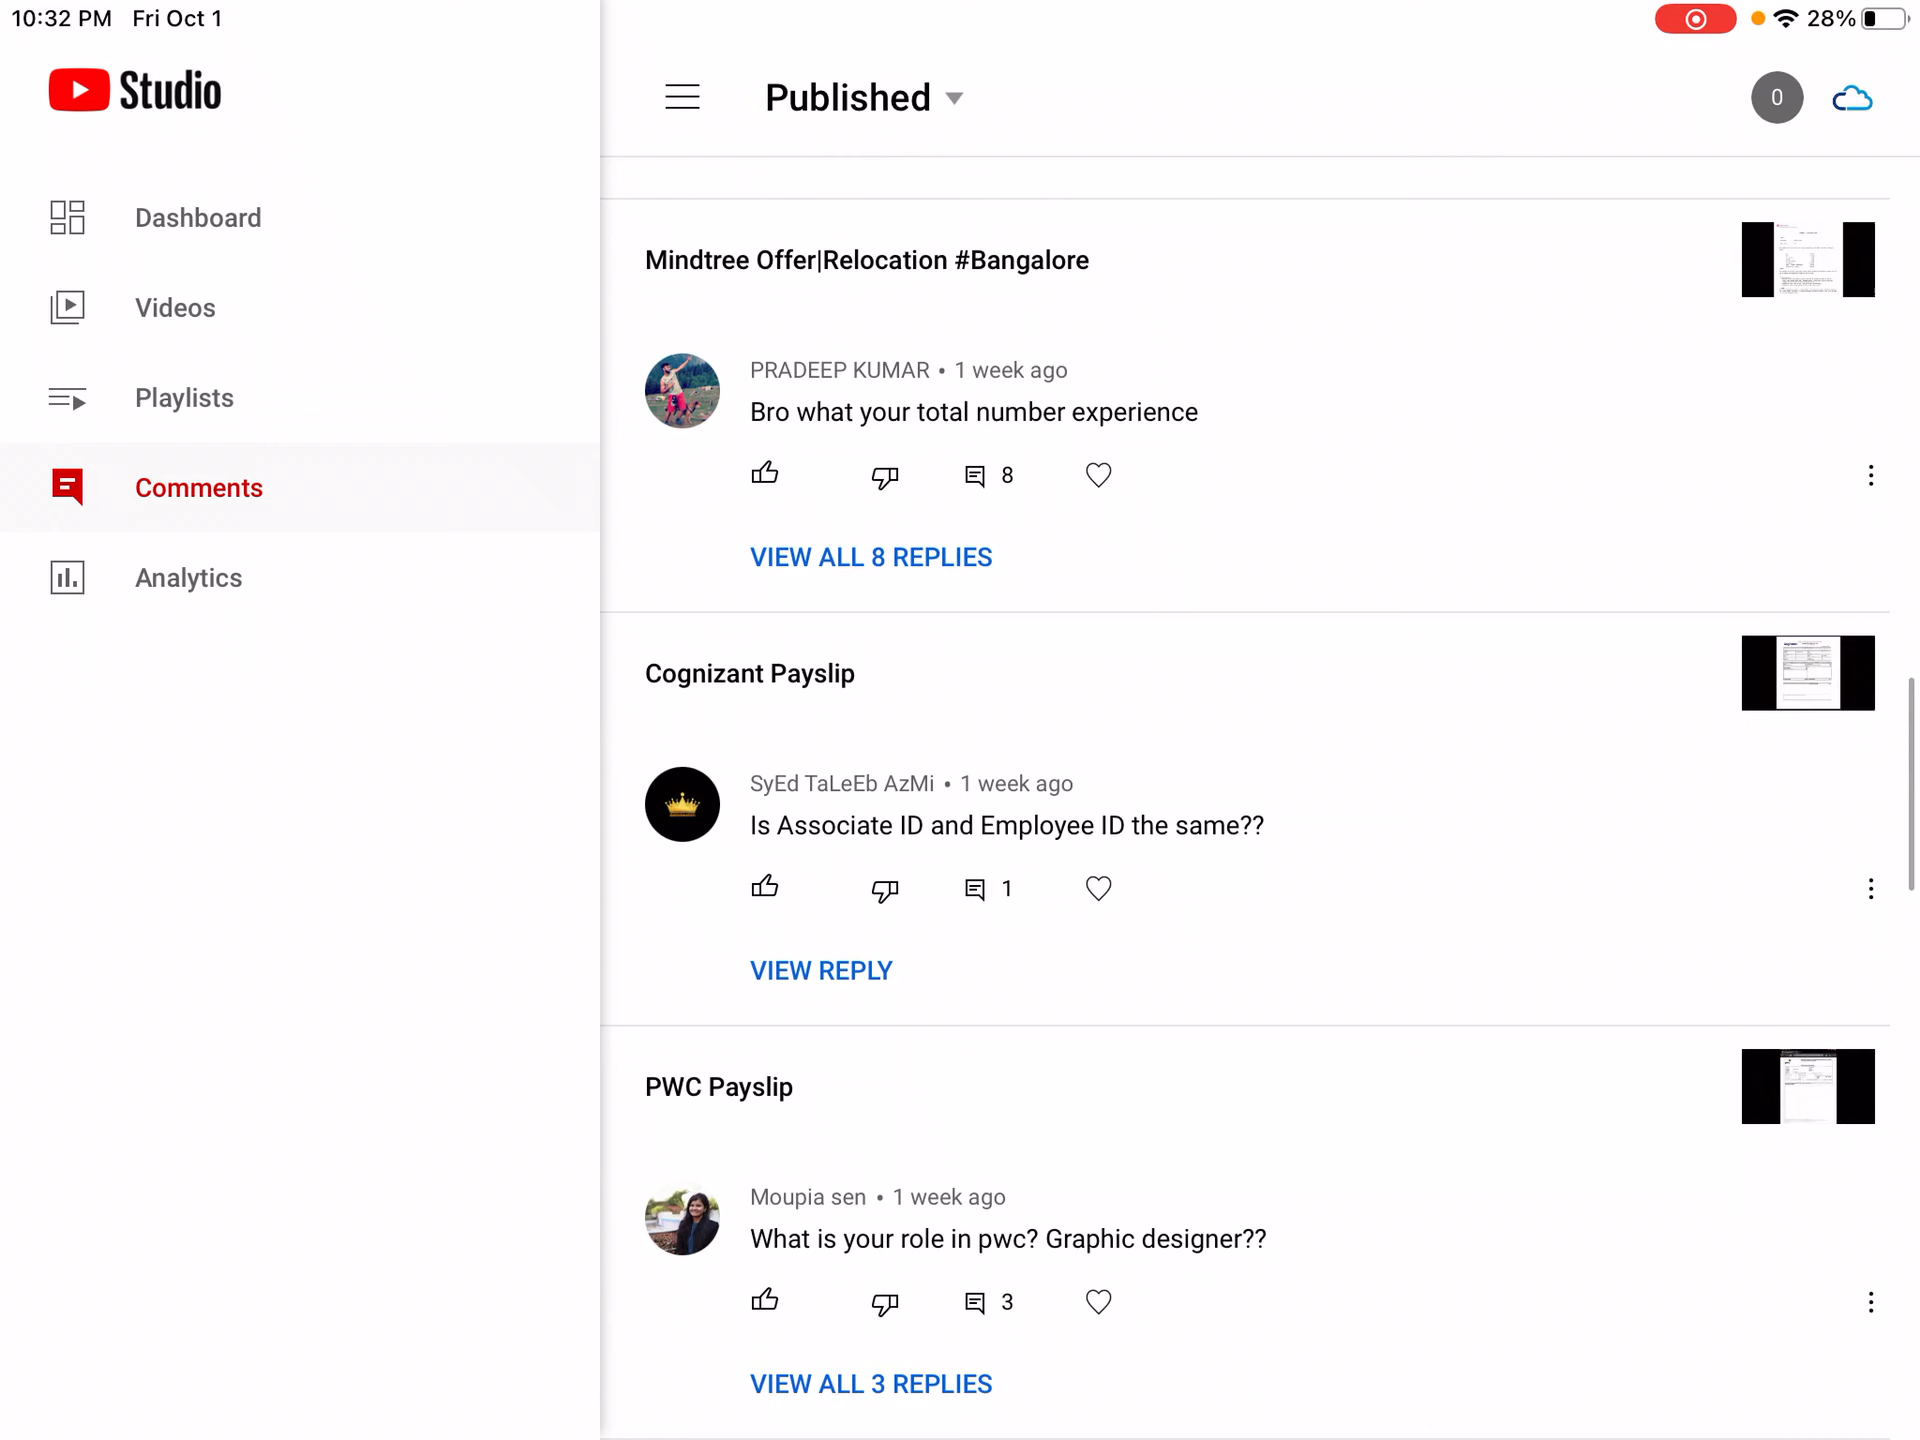 10:32 PM Fri Oct 1
28%
Studio
Dashboard
Videos
Playlists
Comments
Analytics
Published
0
Mindtree Offer|Relocation #Bangalore
PRADEEP KUMAR • 1 week ago
Bro what your total number experience
8
VIEW ALL 8 REPLIES
Cognizant Payslip
SyEd TaLeEb AzMi • 1 week ago
Is Associate ID and Employee ID the same??
1
VIEW REPLY
PWC Payslip
Moupia sen • 1 week ago
What is your role in pwc? Graphic designer??
3
VIEW ALL 3 REPLIES